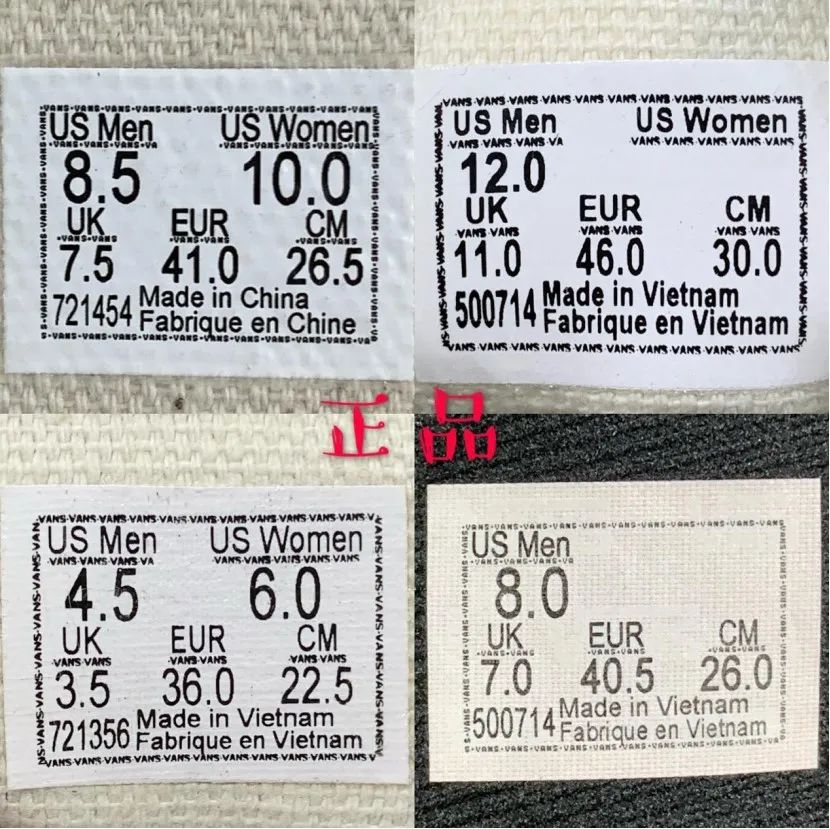 US Men US Women
8.5 10.0
UK EUR CM
7.5 41.0 26.5
721454 Made in China
Fabrique en Chine
US Men US Women
12.0
UK EUR CM
11.0 46.0 30.0
500714 Made in Vietnam
Fabrique en Vietnam
正品
US Men US Women
4.5 6.0
UK EUR CM
3.5 36.0 22.5
721356 Made in Vietnam
Fabrique en Vietnam
US Men
8.0
UK EUR CM
7.0 40.5 26.0
500714 Made in Vietnam
Fabrique en Vietnam